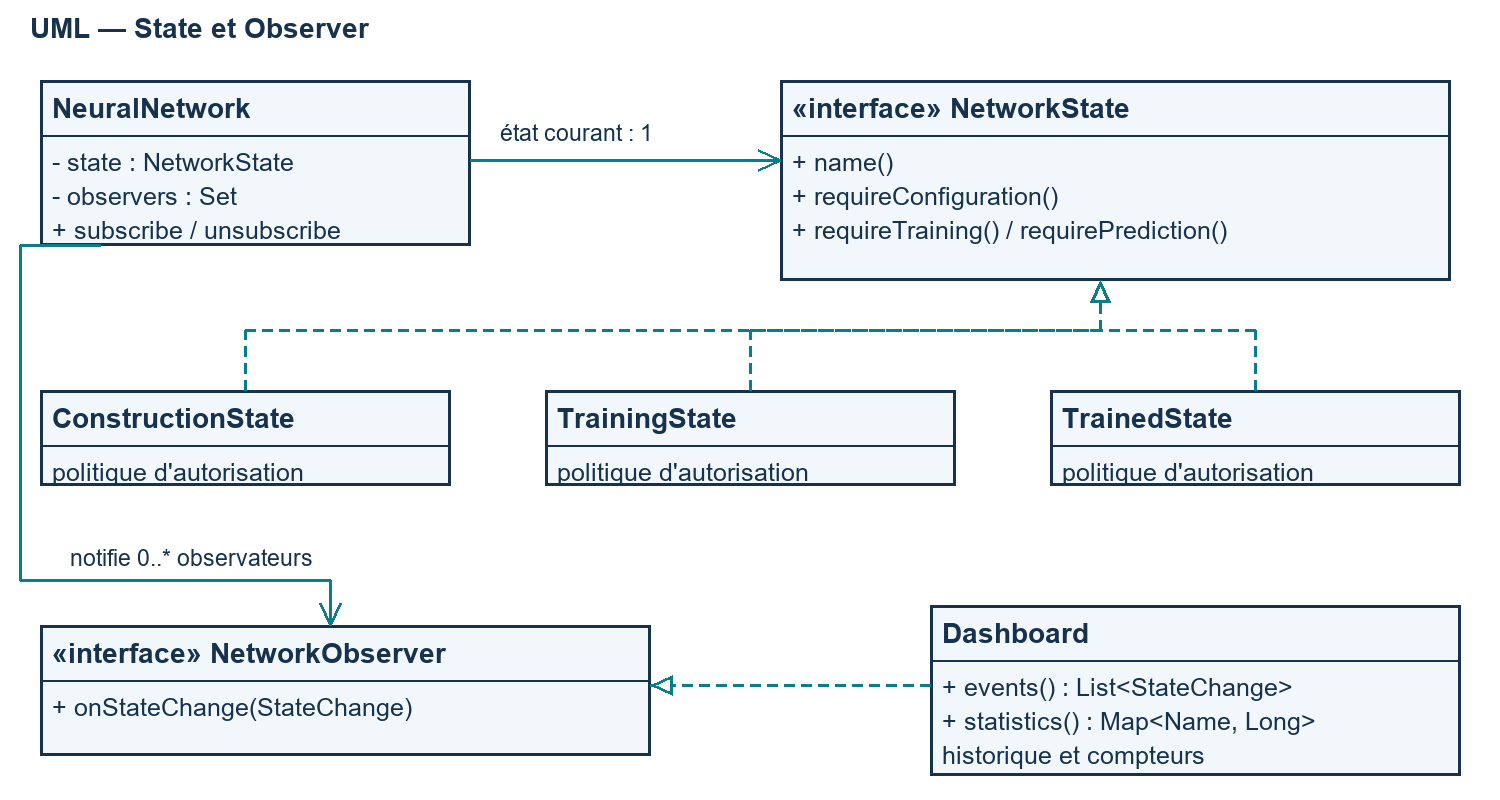 UML — State et Observer
NeuralNetwork
- state : NetworkState
- observers : Set
+ subscribe / unsubscribe
état courant : 1
«interface» NetworkState
+ name()
+ requireConfiguration()
+ requireTraining() / requirePrediction()
ConstructionState
politique d'autorisation
TrainingState
politique d'autorisation
TrainedState
politique d'autorisation
notifie 0..* observateurs
«interface» NetworkObserver
+ onStateChange(StateChange)
Dashboard
+ events() : List<StateChange>
+ statistics() : Map<Name, Long>
historique et compteurs